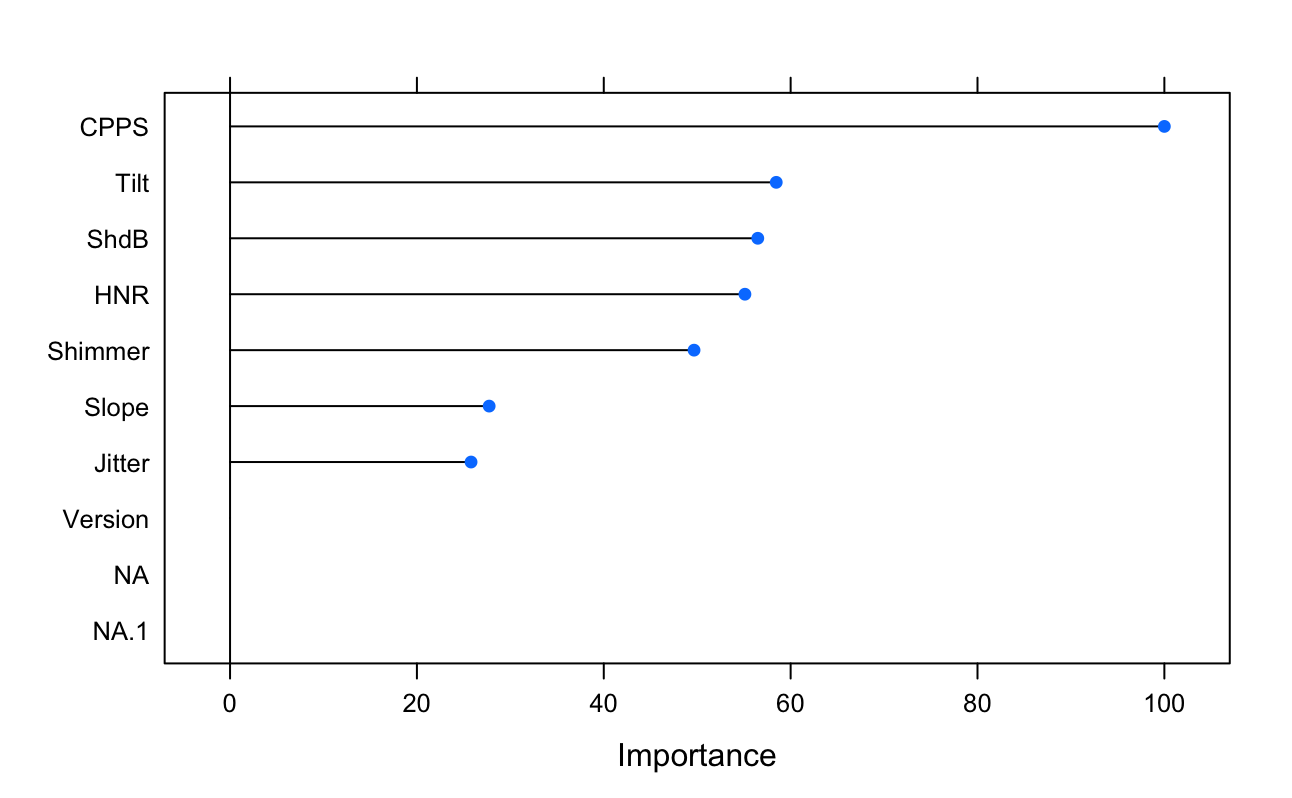 CPPS
Tilt
ShdB
HNR
Shimmer
Slope
Jitter
Version
NA
NA.1
0 20 40 60 80 100
Importance